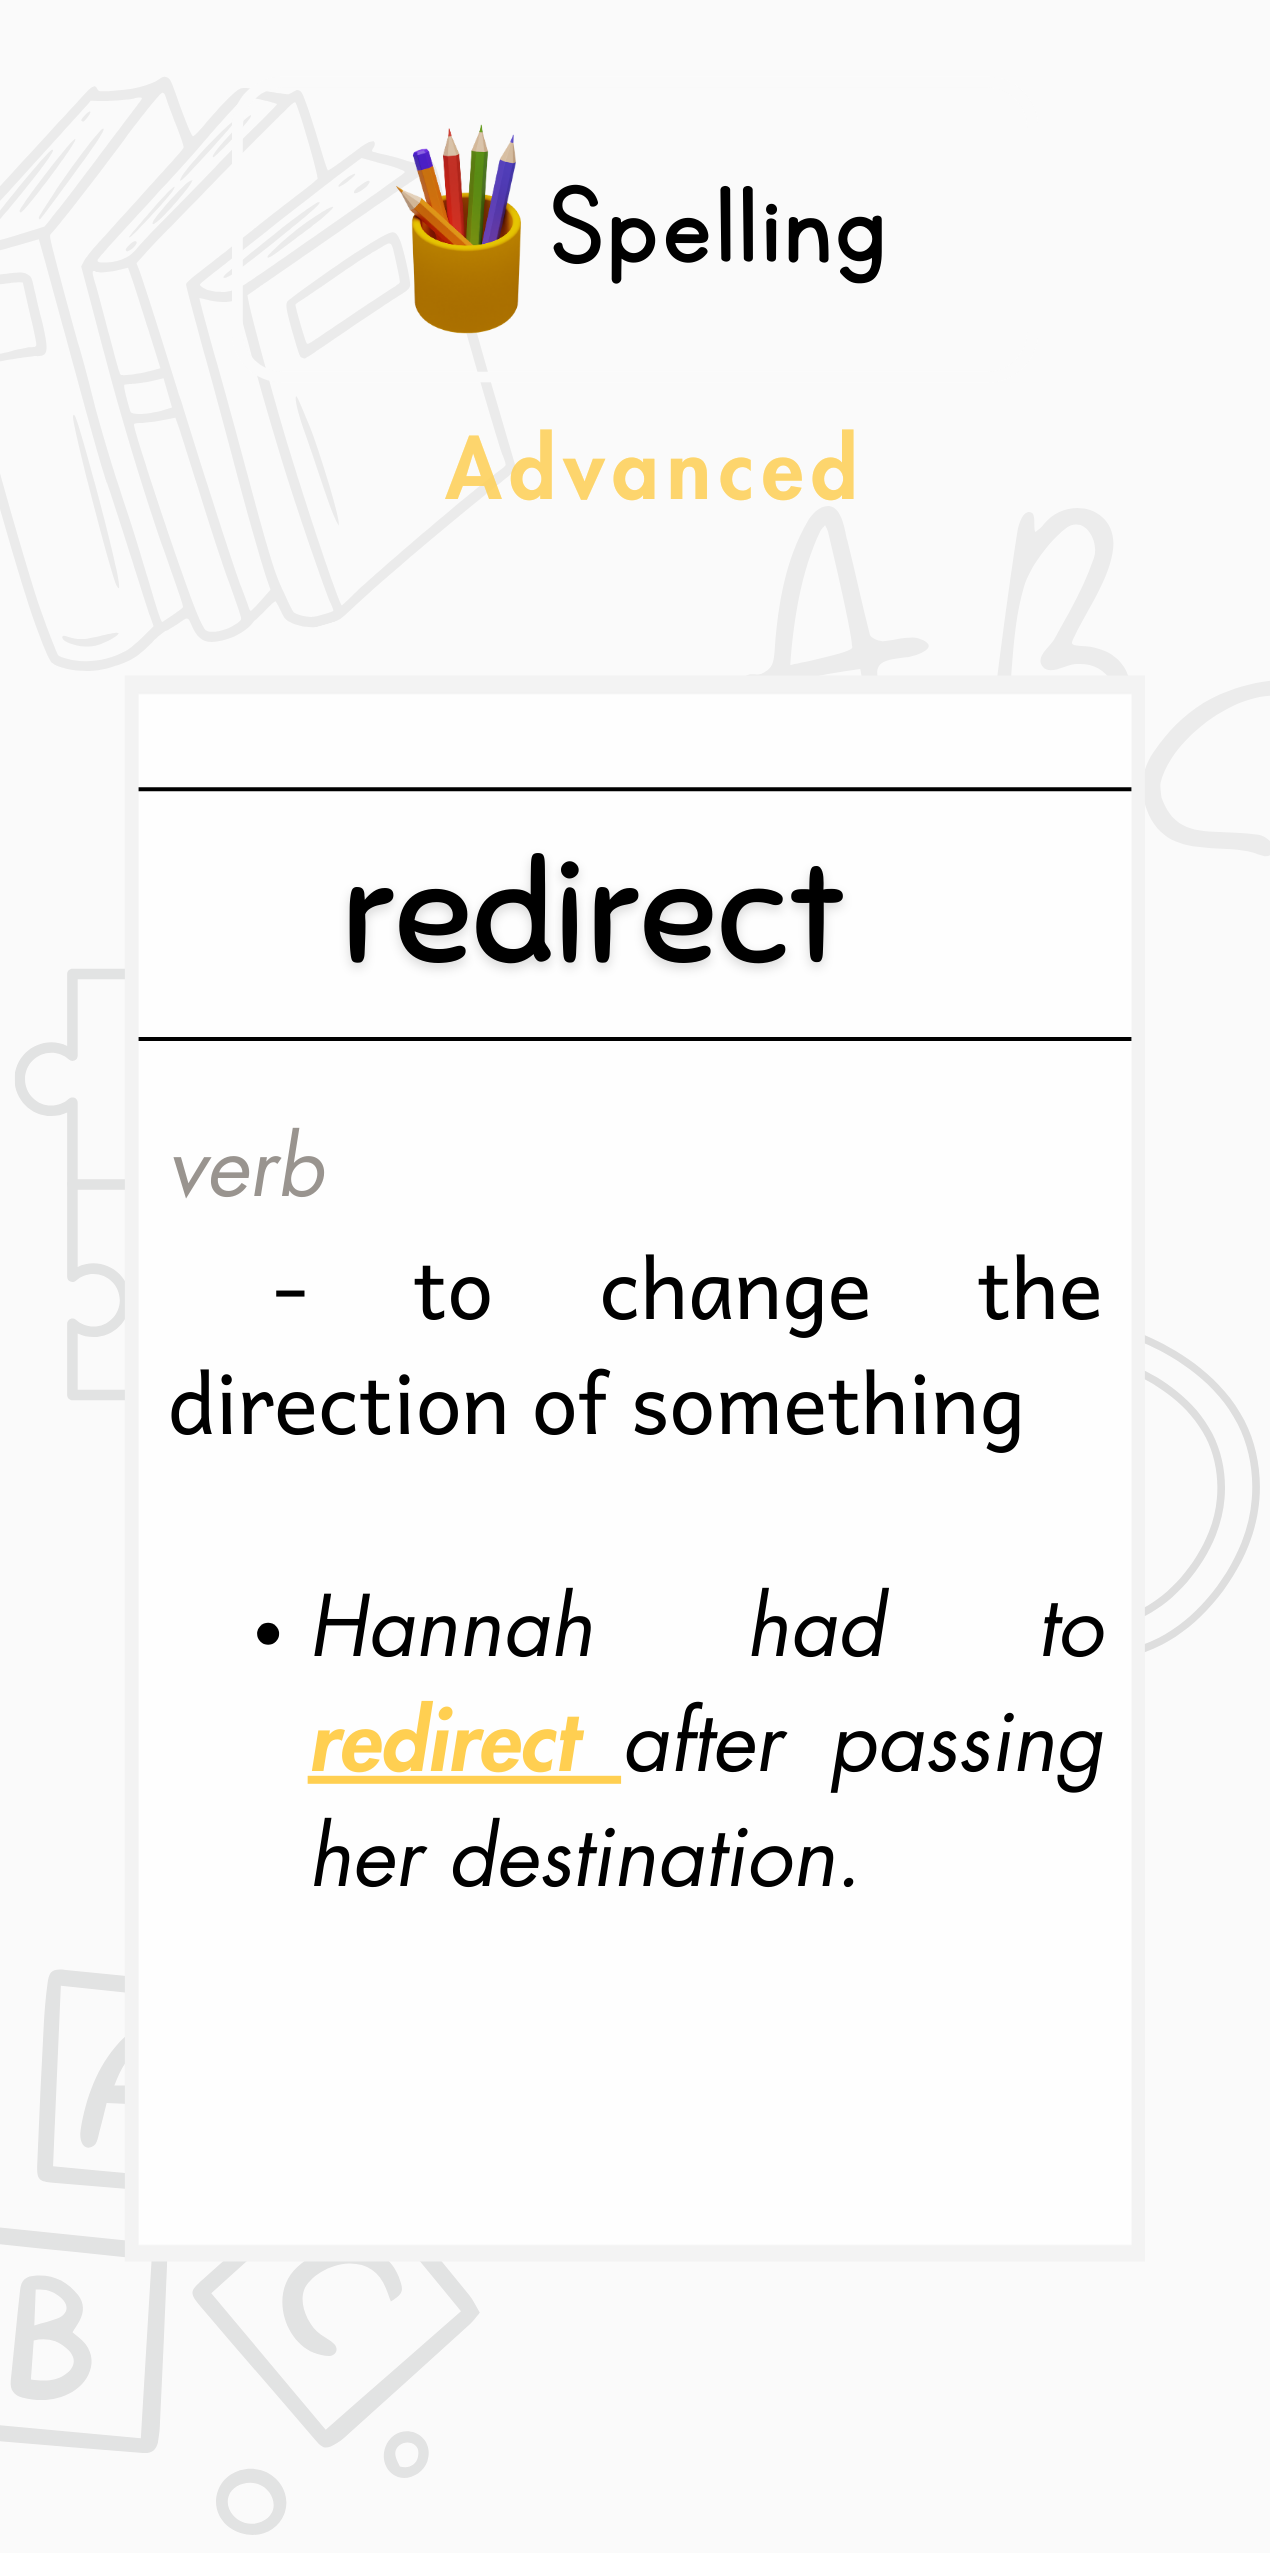 Spelling
Advanced
redirect
verb
- to change the
direction of something
• Hannah had to
redirect after passing
her destination.
A
B
A
B
C